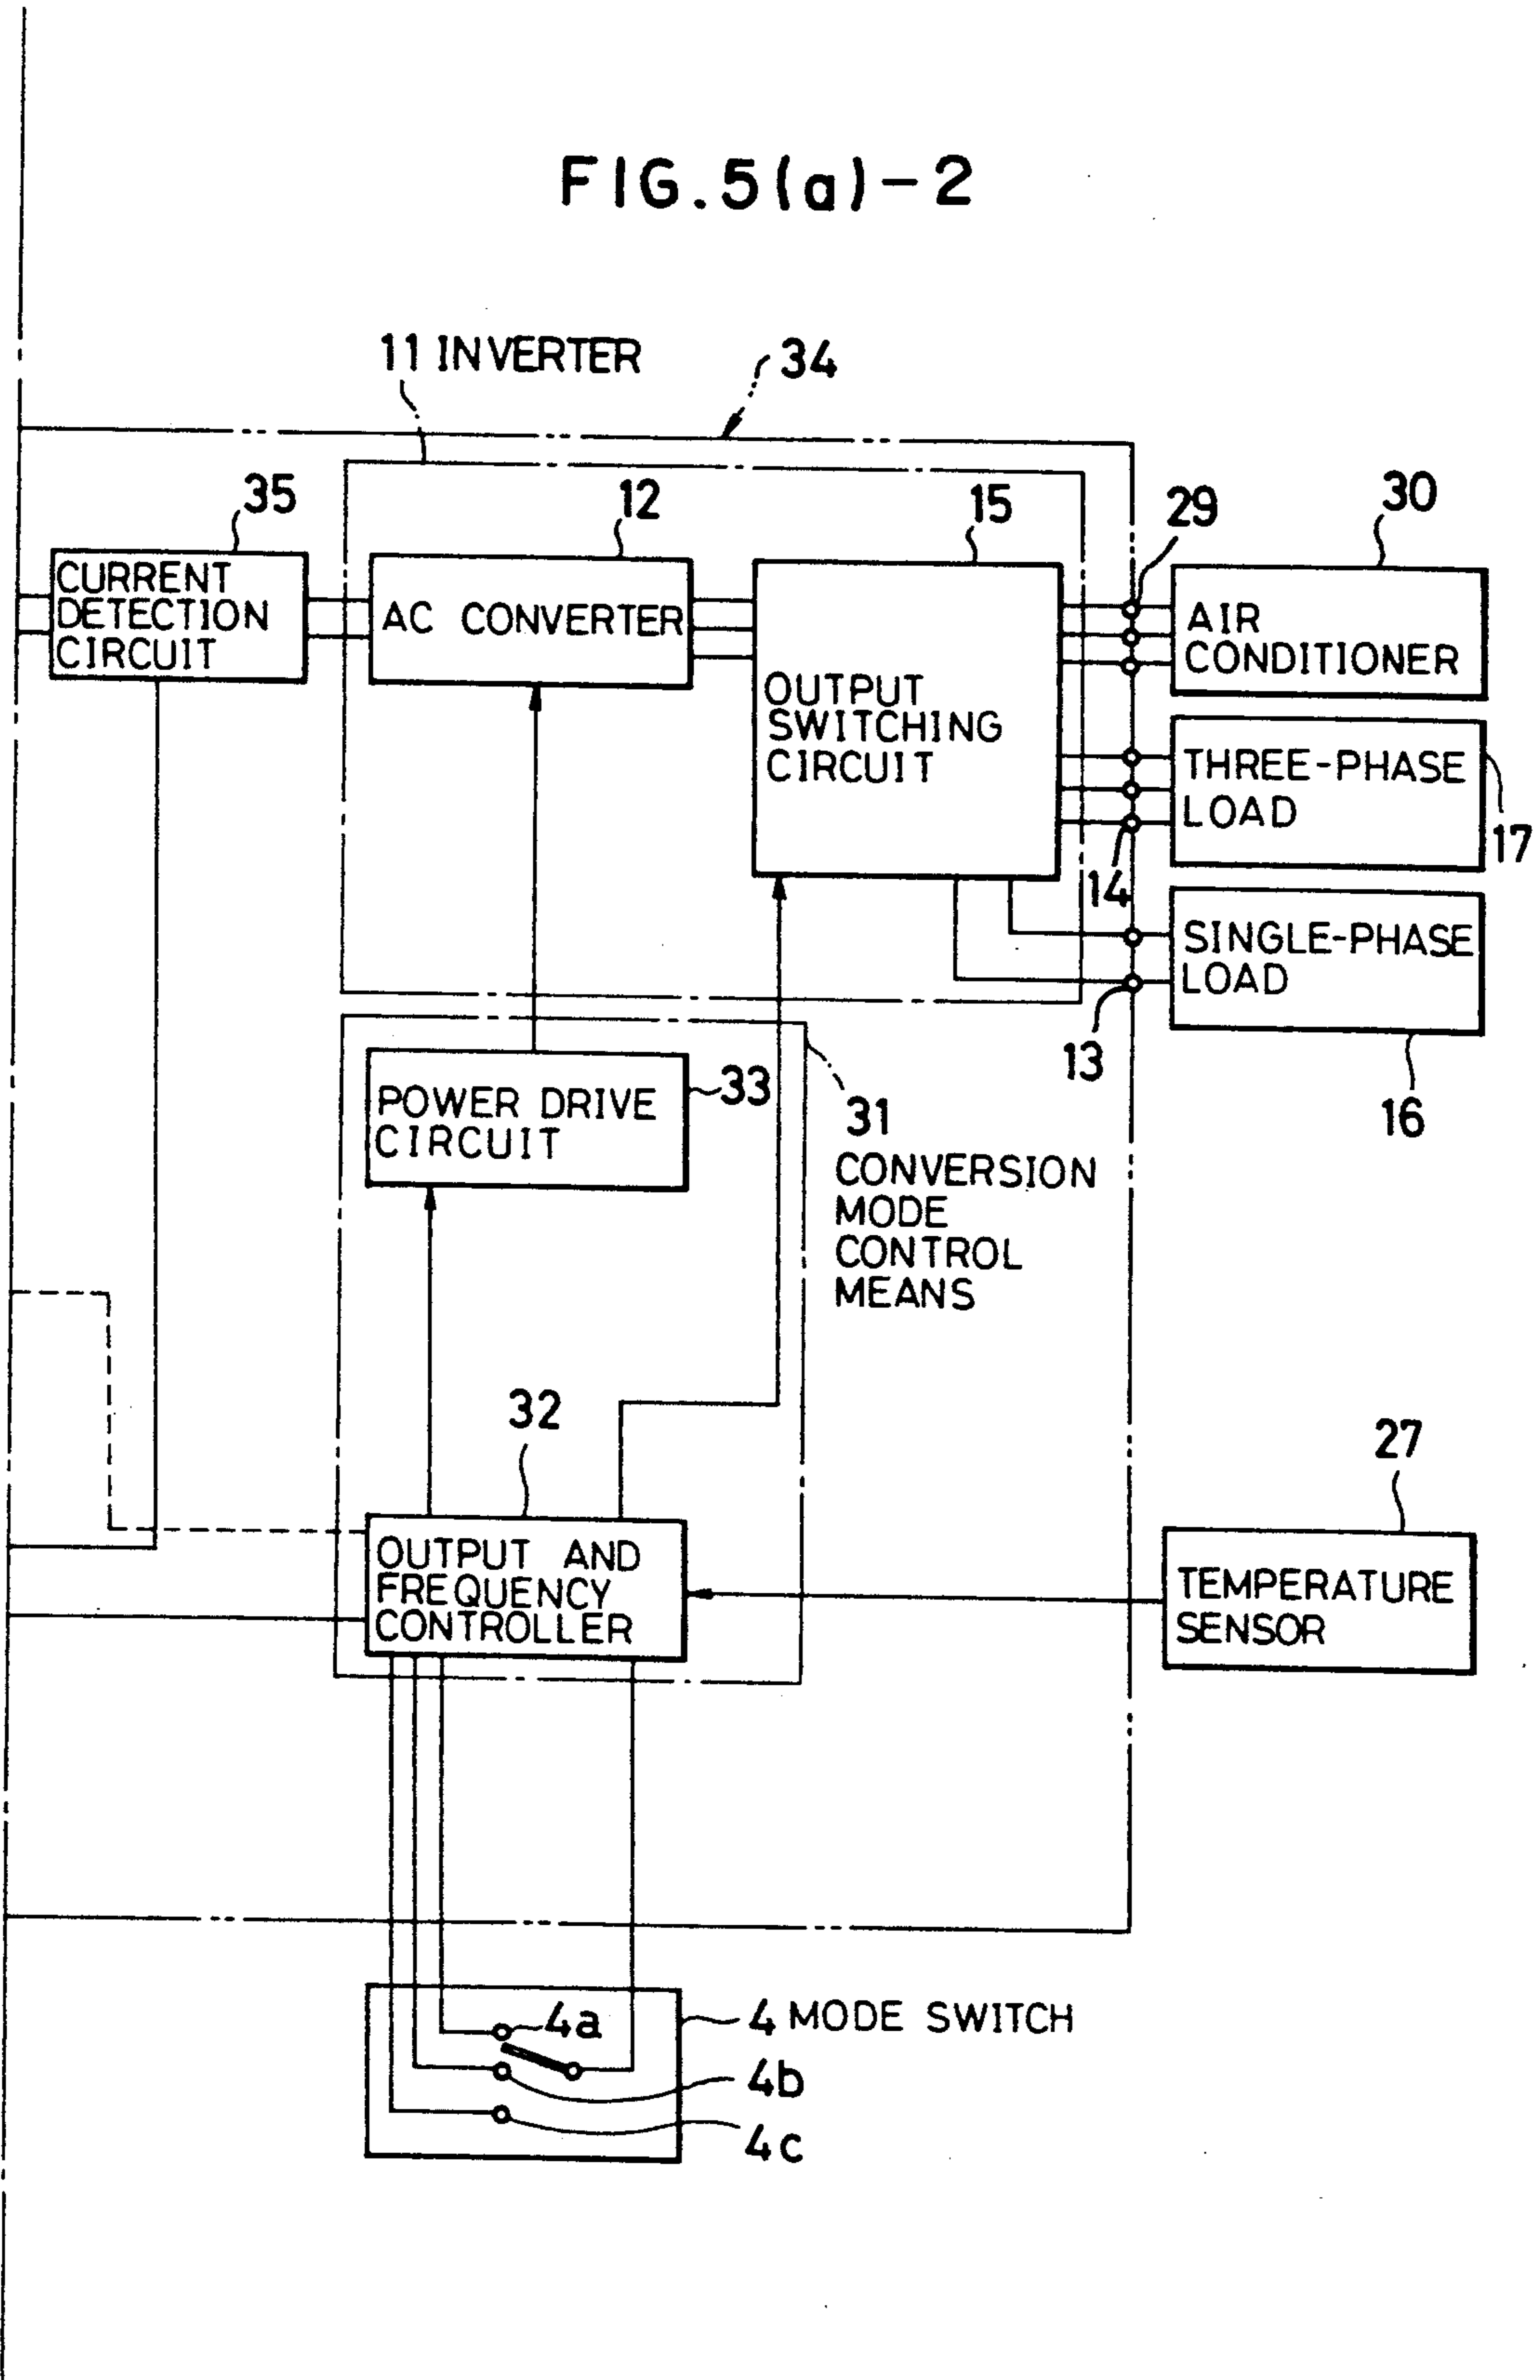 FIG.5(a)-2
11 INVERTER
34
35
12
15
29
30
CURRENT
DETECTION
CIRCUIT
AC CONVERTER
OUTPUT
SWITCHING
CIRCUIT
AIR
CONDITIONER
THREE-PHASE
LOAD
17
14
SINGLE-PHASE
LOAD
13
16
POWER DRIVE
CIRCUIT
33
31
CONVERSION
MODE
CONTROL
MEANS
32
27
OUTPUT AND
FREQUENCY
CONTROLLER
TEMPERATURE
SENSOR
4a
4 MODE SWITCH
4b
4c